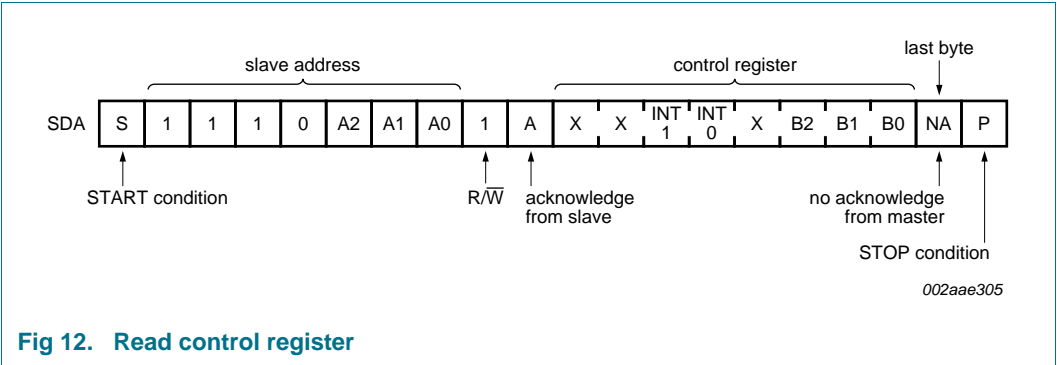 last byte
slave address
control register
SDA S 1 1 1 0 A2 A1 A0 1 A X X INT 1 INT 0 X B2 B1 B0 NA P
START condition
R/W̅
acknowledge
from slave
no acknowledge
from master
STOP condition
002aae305
Fig 12. Read control register